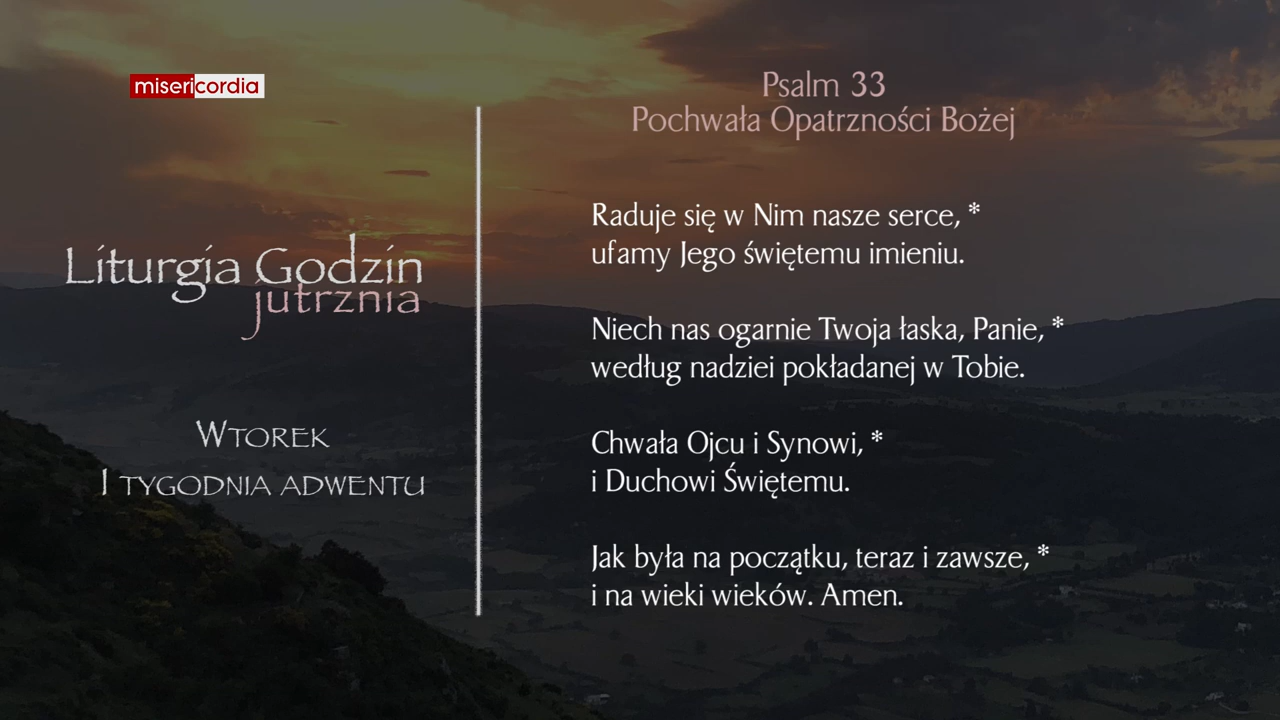 misericordia
Liturgia Godzin
jutrznia
Wtorek
I tygodnia adwentu
Psalm 33
Pochwała Opatrzności Bożej
Raduje się w Nim nasze serce, *
ufamy Jego świętemu imieniu.
Niech nas ogarnie Twoja łaska, Panie, *
według nadziei pokładanej w Tobie.
Chwała Ojcu i Synowi, *
i Duchowi Świętemu.
Jak była na początku, teraz i zawsze, *
i na wieki wieków. Amen.